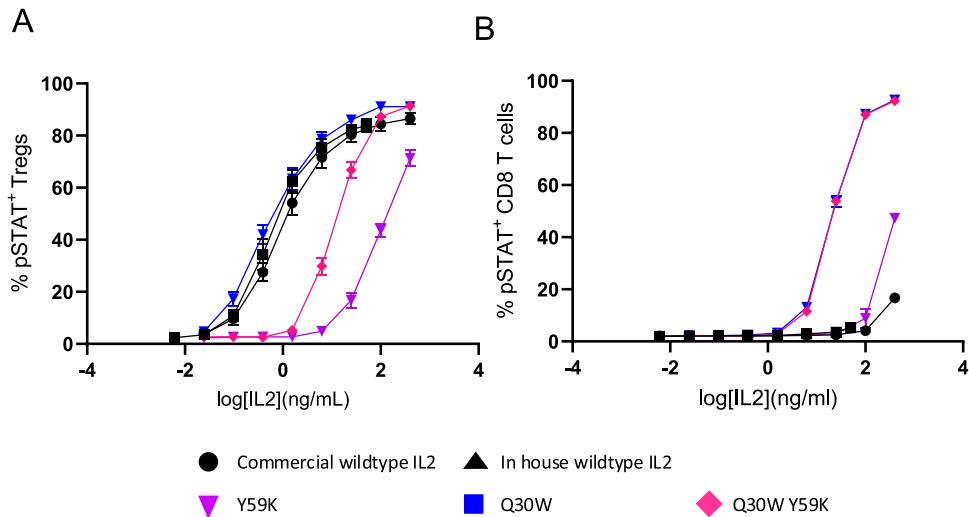 A
B
% pSTAT+ Tregs
100
80
60
40
20
0
-4
-2
0
2
4
log[IL2](ng/mL)
% pSTAT+ CD8 T cells
100
80
60
40
20
0
-4
-2
0
2
4
log[IL2](ng/ml)
Commercial wildtype IL2
In house wildtype IL2
Y59K
Q30W
Q30W Y59K